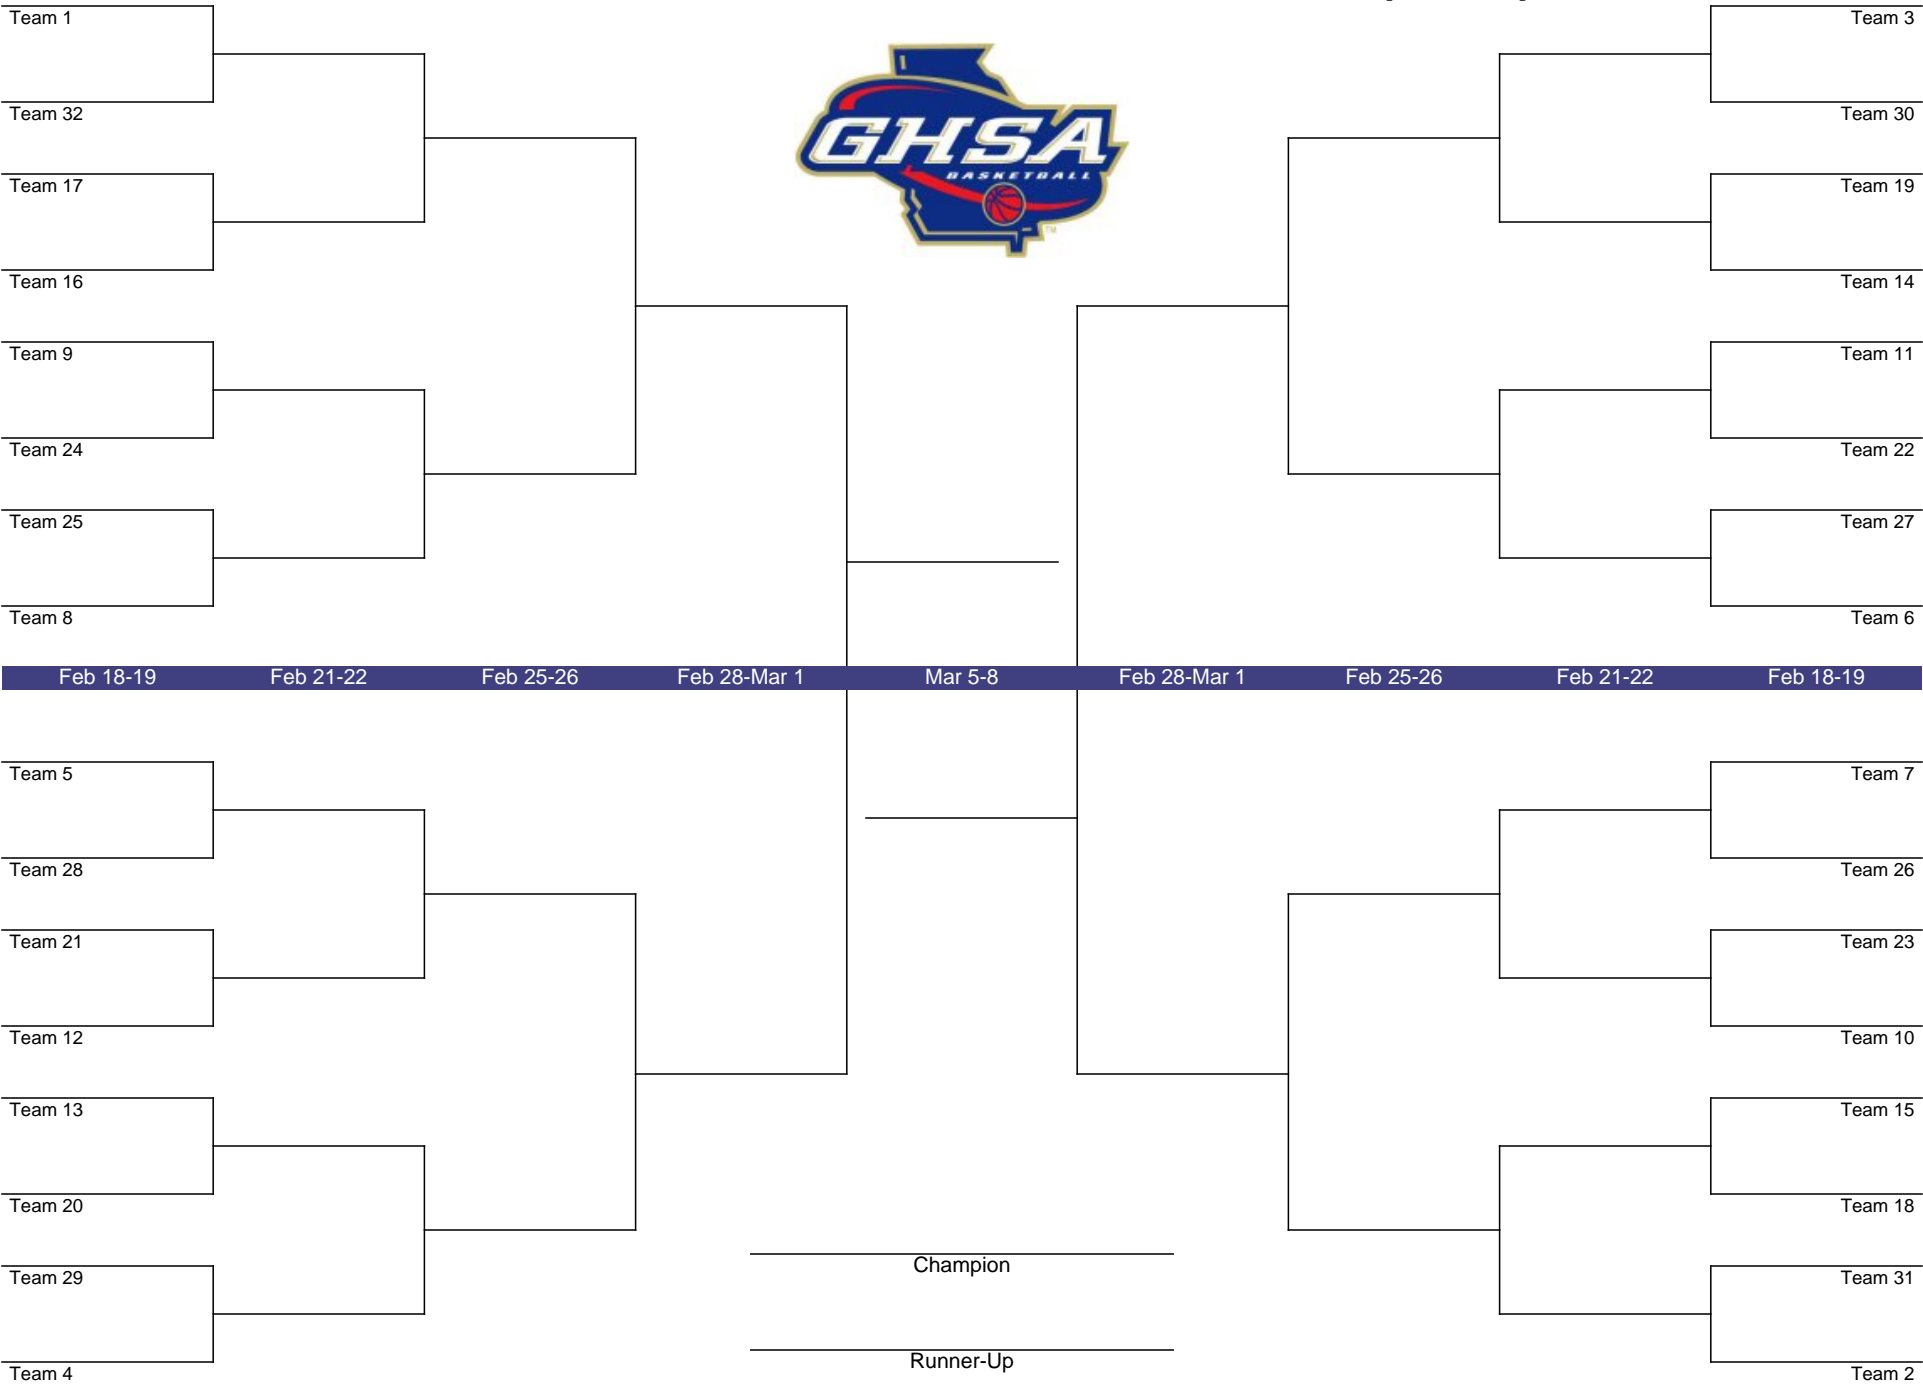 Team 1
Team 3
Team 32
Team 30
GHSA
BASKETBALL
TM
Team 17
Team 19
Team 16
Team 14
Team 9
Team 11
Team 24
Team 22
Team 25
Team 27
Team 8
Team 6
Feb 18-19 Feb 21-22 Feb 25-26 Feb 28-Mar 1 Mar 5-8 Feb 28-Mar 1 Feb 25-26 Feb 21-22 Feb 18-19
Team 5
Team 7
Team 28
Team 26
Team 21
Team 23
Team 12
Team 10
Team 13
Team 15
Team 20
Team 18
Champion
Team 29
Team 31
Runner-Up
Team 4
Team 2